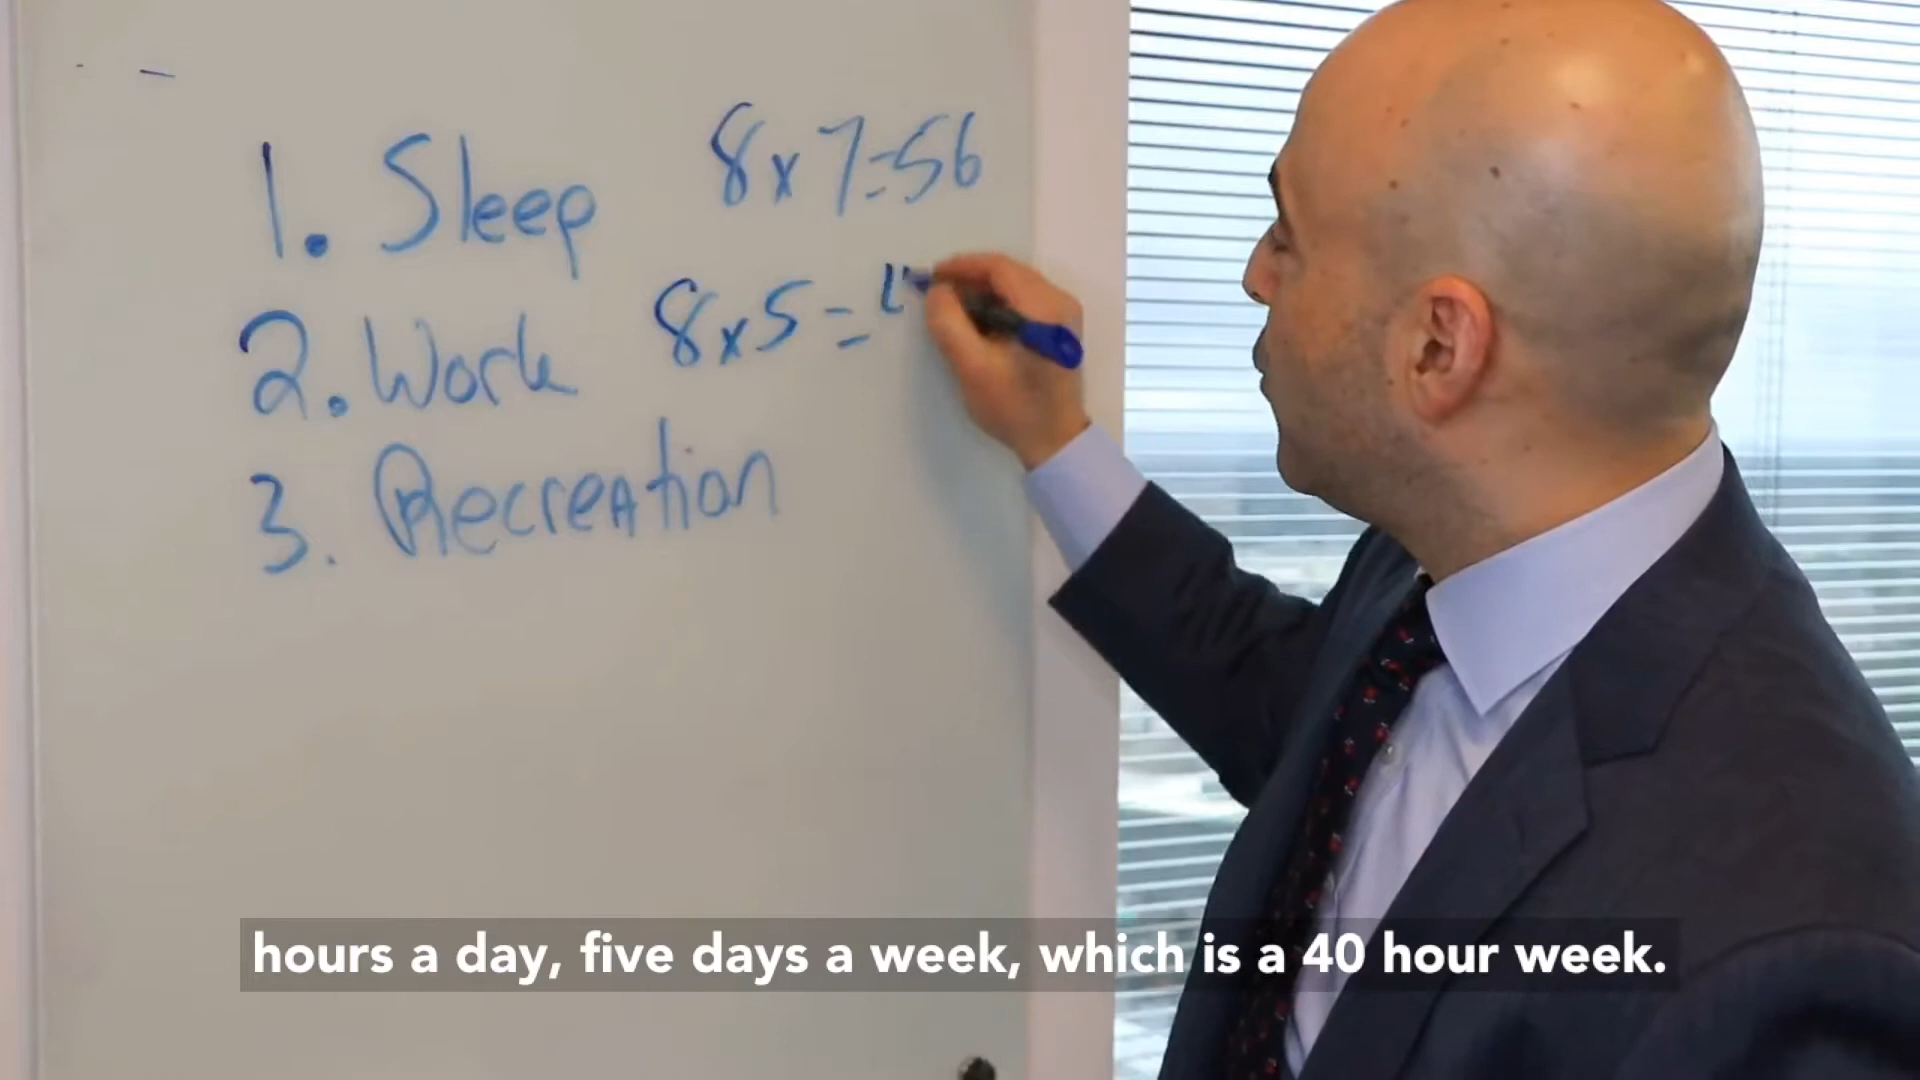 1. Sleep 8x7=56
2. Work 8x5=4
3. Recreation
hours a day, five days a week, which is a 40 hour week.